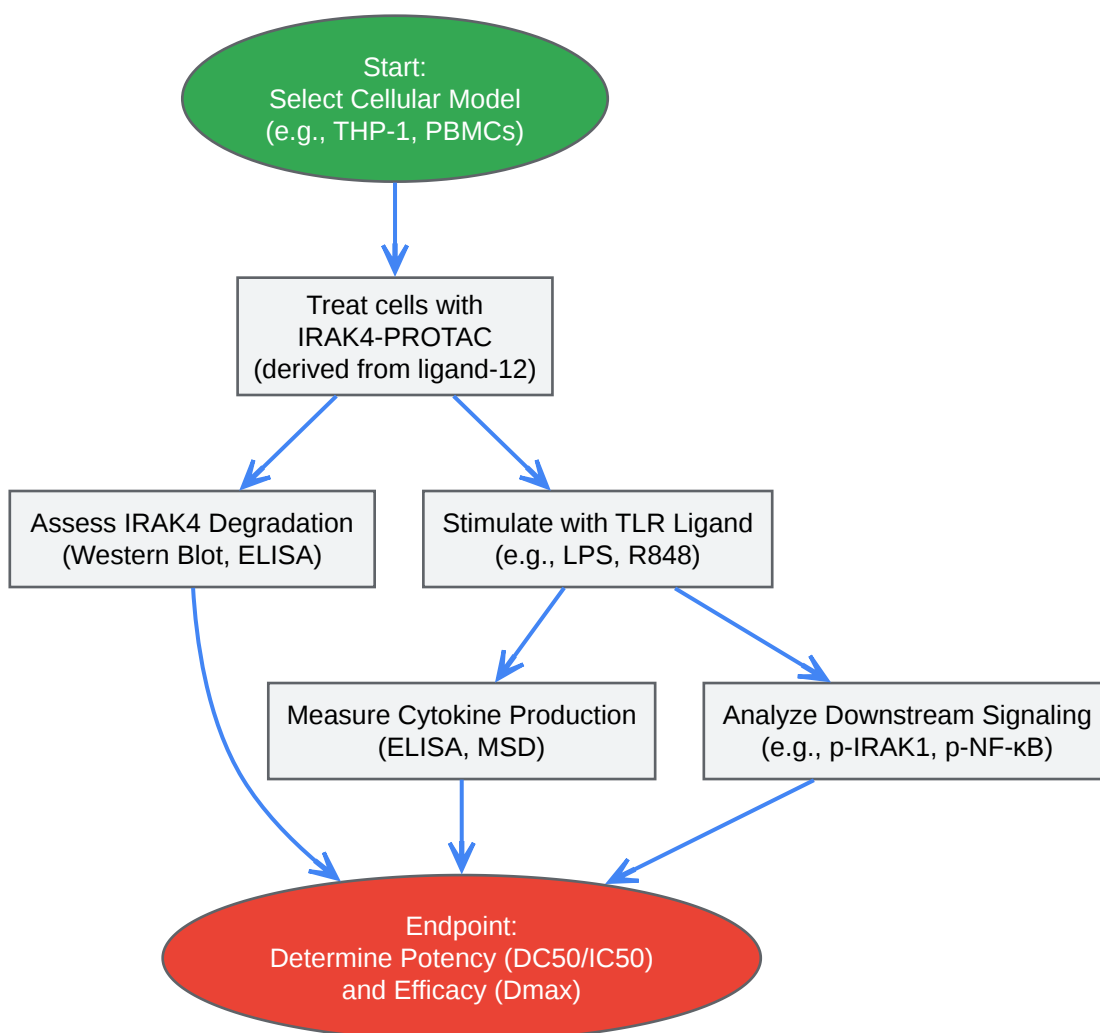 Start:
Select Cellular Model
(e.g., THP-1, PBMCs)
Treat cells with
IRAK4-PROTAC
(derived from ligand-12)
Assess IRAK4 Degradation
(Western Blot, ELISA)
Stimulate with TLR Ligand
(e.g., LPS, R848)
Measure Cytokine Production
(ELISA, MSD)
Analyze Downstream Signaling
(e.g., p-IRAK1, p-NF-κB)
Endpoint:
Determine Potency (DC50/IC50)
and Efficacy (Dmax)